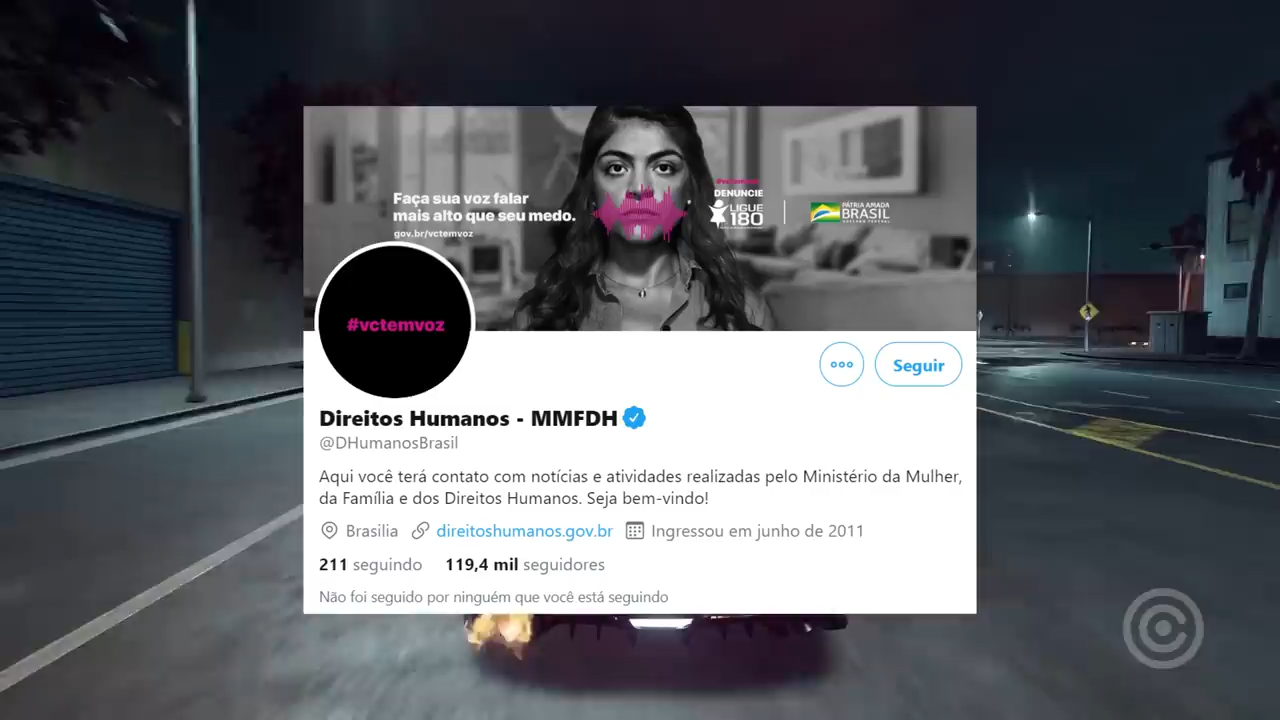 Faça sua voz falar
mais alto que seu medo.
gov.br/vctemvoz
DENUNCIE
LIGUE
180
PÁTRIA AMADA
BRASIL
GOVERNO FEDERAL
#vctemvoz
Seguir
Direitos Humanos - MMFDH
@DHumanosBrasil
Aqui você terá contato com notícias e atividades realizadas pelo Ministério da Mulher,
da Família e dos Direitos Humanos. Seja bem-vindo!
Brasilia direitoshumanos.gov.br Ingressou em junho de 2011
211 seguindo 119,4 mil seguidores
Não foi seguido por ninguém que você está seguindo